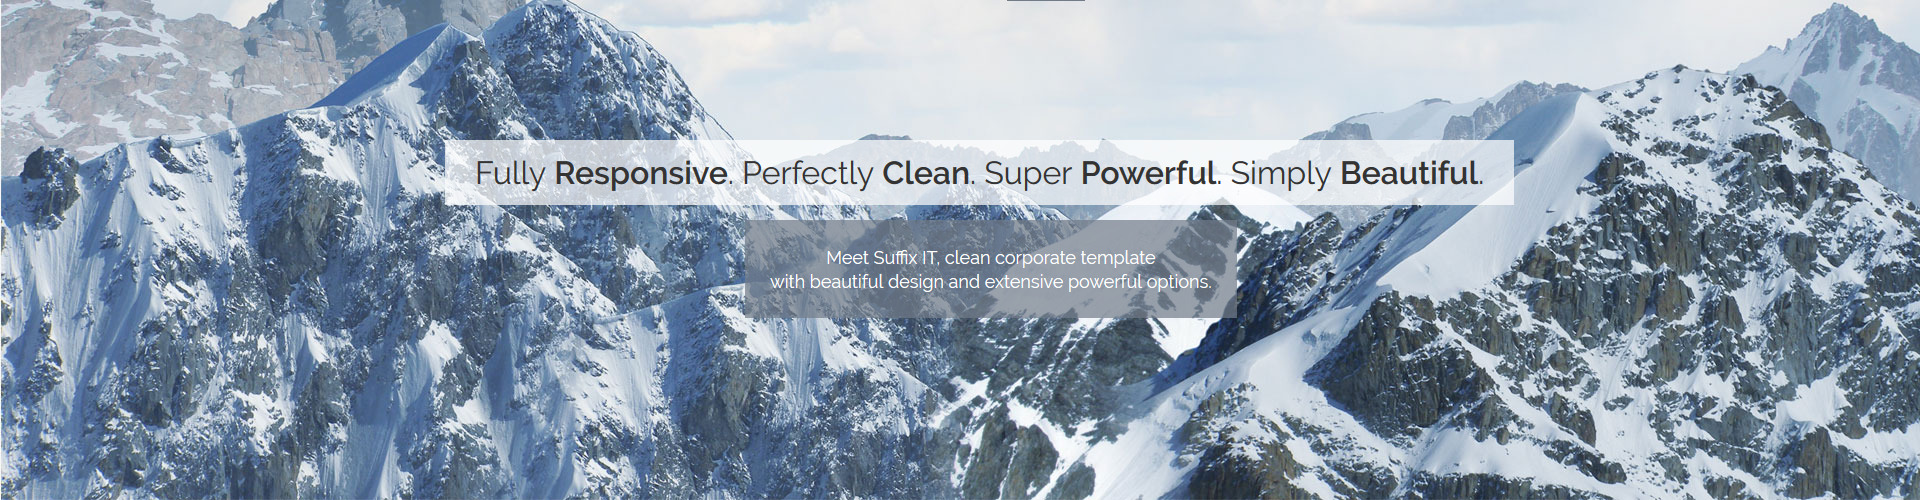 Fully Responsive. Perfectly Clean. Super Powerful. Simply Beautiful.
Meet Suffix IT, clean corporate template
with beautiful design and extensive powerful options.